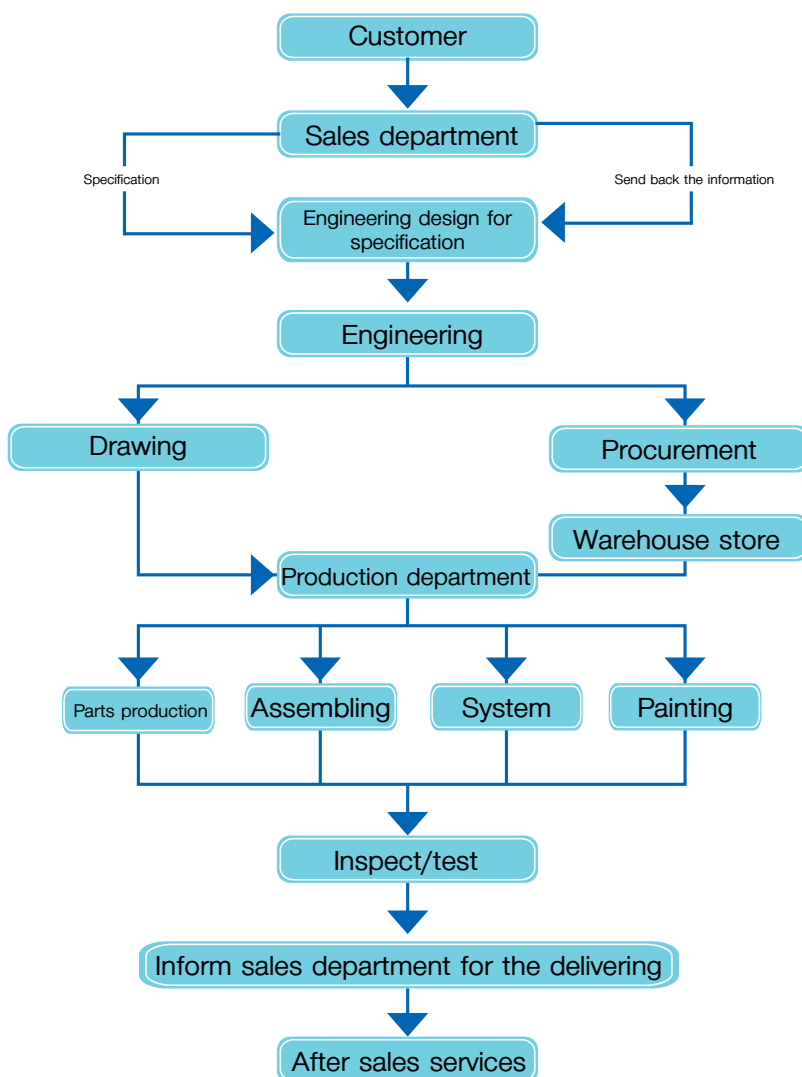 Customer
Sales department
Specification
Send back the information
Engineering design for
specification
Engineering
Drawing
Procurement
Warehouse store
Production department
Parts production
Assembling
System
Painting
Inspect/test
Inform sales department for the delivering
After sales services